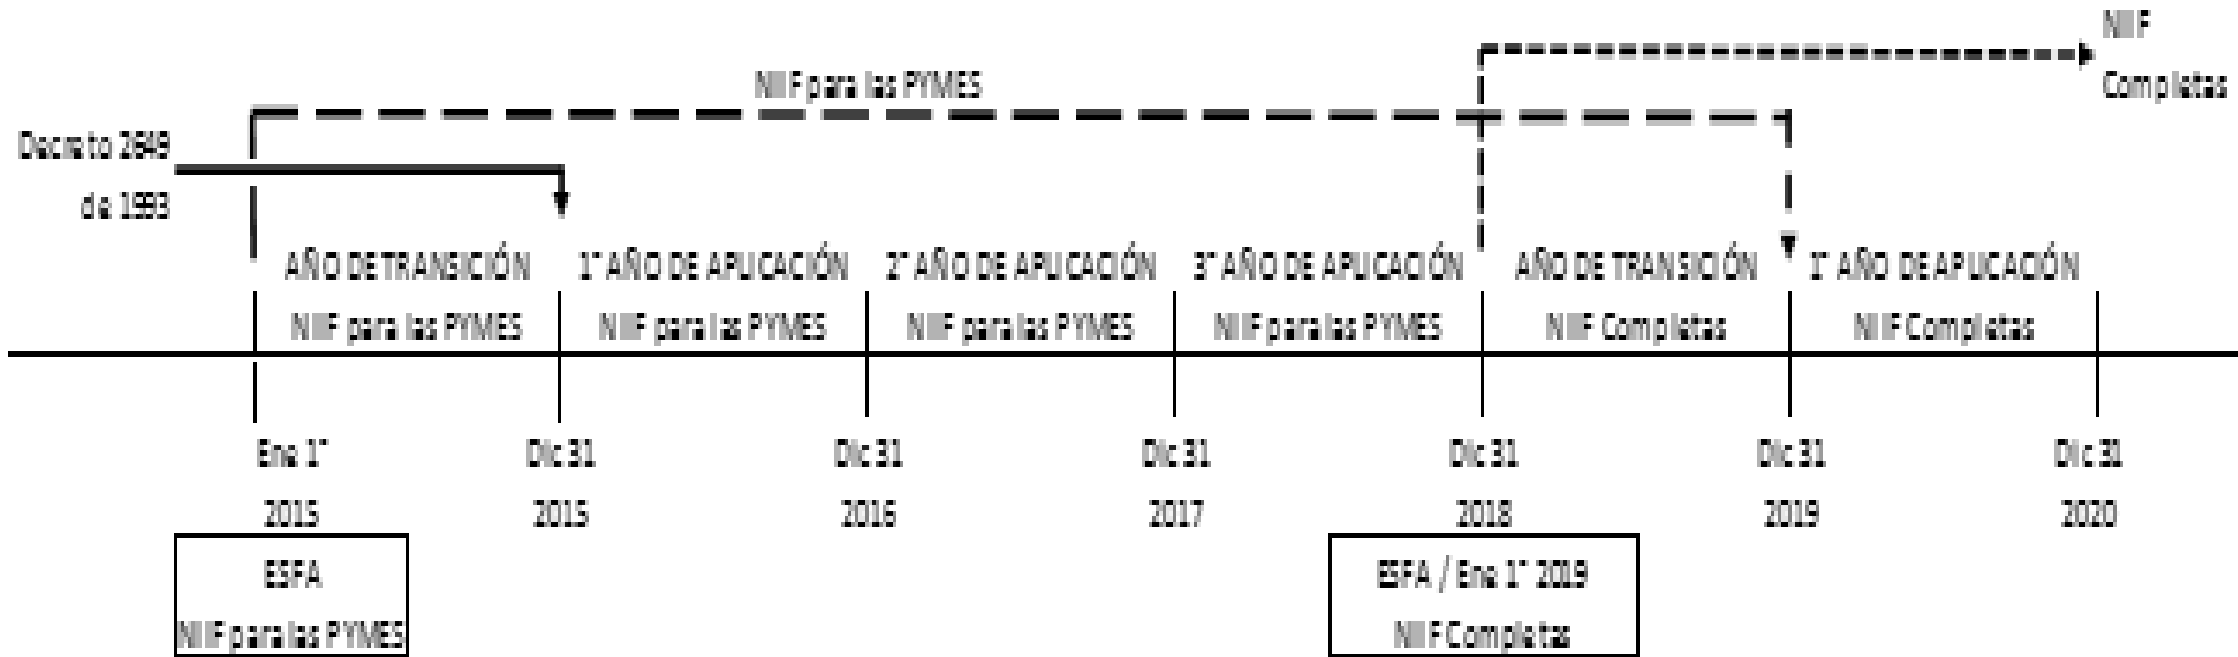 NIIF
Completas
NIIF para las PYMES
Decreto 2649
de 1993
AÑO DE TRANSICIÓN
NIIF para las PYMES
1° AÑO DE APLICACIÓN
NIIF para las PYMES
2° AÑO DE APLICACIÓN
NIIF para las PYMES
3° AÑO DE APLICACIÓN
NIIF para las PYMES
AÑO DE TRANSICIÓN
NIIF Completas
1° AÑO DE APLICACIÓN
NIIF Completas
Ene 1°
2015
Dic 31
2015
Dic 31
2016
Dic 31
2017
Dic 31
2018
Dic 31
2019
Dic 31
2020
ESFA
NIIF para las PYMES
ESFA / Ene 1° 2019
NIIF Completas